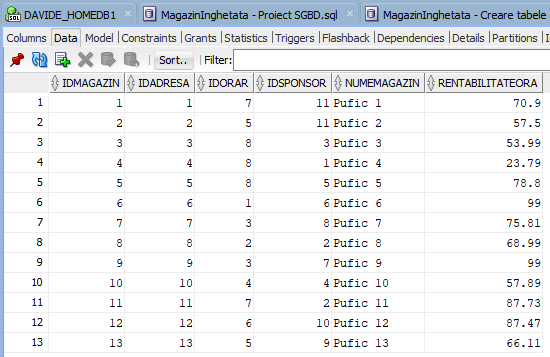 DAVIDE_HOMEDB1 MagazinInghetata - Proiect SGBD.sql MagazinInghetata - Creare tabele
Columns Data Model Constraints Grants Statistics Triggers Flashback Dependencies Details Partitions
SQL Sort.. Filter:
IDMAGAZIN IDADRESA IDORAR IDSPONSOR NUMEMAGAZIN RENTABILITATEORA
1 1 1 7 11 Pufic 1 70.9
2 2 2 5 11 Pufic 2 57.5
3 3 3 8 3 Pufic 3 53.99
4 4 4 8 1 Pufic 4 23.79
5 5 5 8 5 Pufic 5 78.8
6 6 6 1 6 Pufic 6 99
7 7 7 3 8 Pufic 7 75.81
8 8 8 2 2 Pufic 8 68.99
9 9 9 3 7 Pufic 9 99
10 10 10 4 4 Pufic 10 57.89
11 11 11 7 2 Pufic 11 87.73
12 12 12 6 10 Pufic 12 87.47
13 13 13 5 9 Pufic 13 66.11